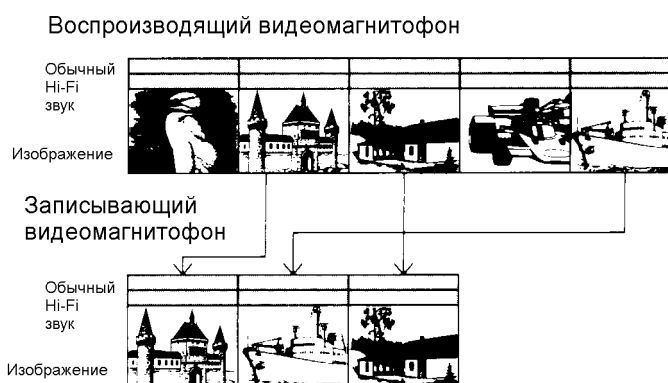 Воспроизводящий видеомагнитофон
Обычный
Hi-Fi
звук
Изображение
Записывающий
видеомагнитофон
Обычный
Hi-Fi
звук
Изображение